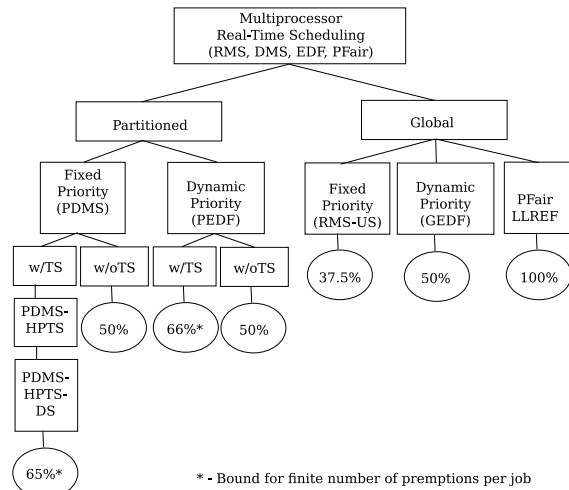 Multiprocessor
Real-Time Scheduling
(RMS, DMS, EDF, PFair)
Partitioned
Global
Fixed
Priority
(PDMS)
Dynamic
Priority
(PEDF)
Fixed
Priority
(RMS-US)
Dynamic
Priority
(GEDF)
PFair
LLREF
w/TS
w/oTS
w/TS
w/oTS
37.5%
50%
100%
PDMS-
HPTS
50%
66%*
50%
PDMS-
HPTS-
DS
65%*
* - Bound for finite number of premptions per job